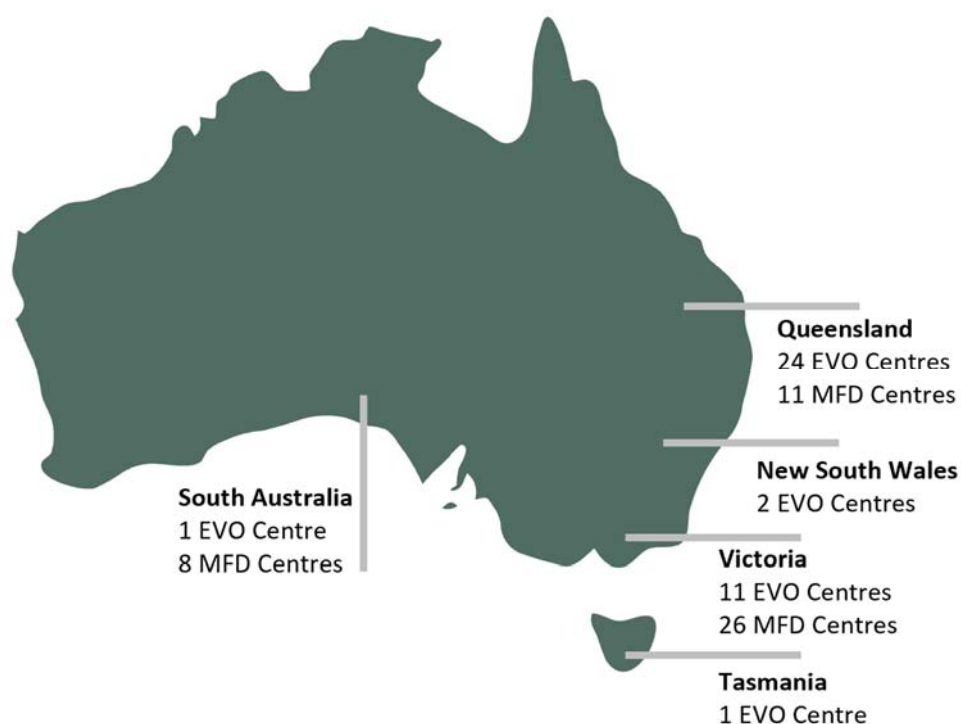 Queensland
24 EVO Centres
11 MFD Centres
New South Wales
2 EVO Centres
South Australia
1 EVO Centre
8 MFD Centres
Victoria
11 EVO Centres
26 MFD Centres
Tasmania
1 EVO Centre